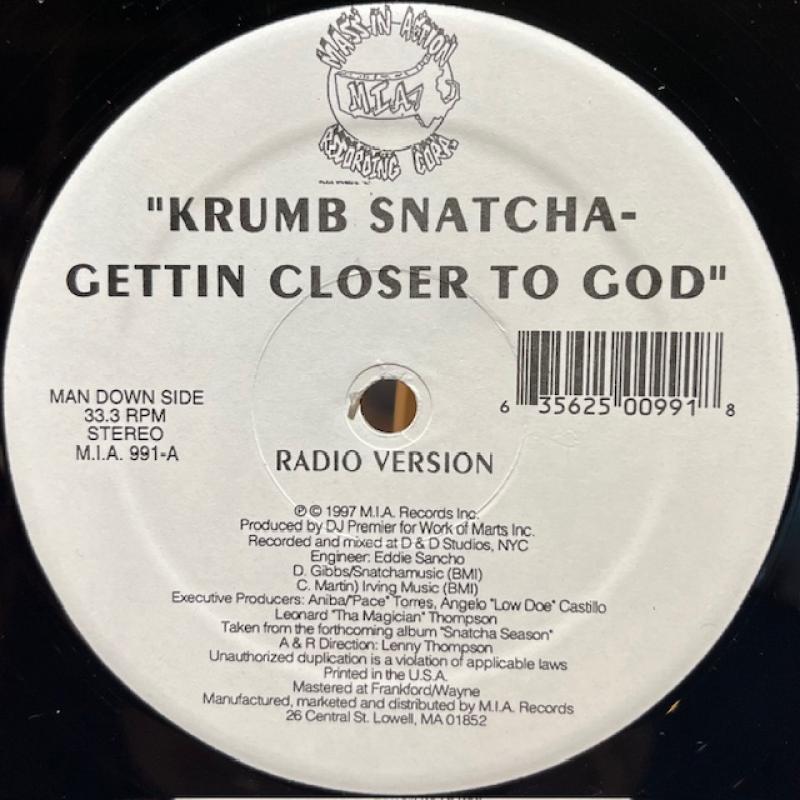 MASS IN ACTION
M.I.A.
RECORDING CORP.
"KRUMB SNATCHA-
GETTIN CLOSER TO GOD"
MAN DOWN SIDE
33.3 RPM
STEREO
M.I.A. 991-A
6 35625 00991 8
RADIO VERSION
℗ © 1997 M.I.A. Records Inc.
Produced by DJ Premier for Work of Marts Inc.
Recorded and mixed at D & D Studios, NYC
Engineer: Eddie Sancho
D. Gibbs/Snatchamusic (BMI)
C. Martin) Irving Music (BMI)
Executive Producers: Aniba/"Pace" Torres, Angelo "Low Doe" Castillo
Leonard "Tha Magician" Thompson
Taken from the forthcoming album "Snatcha Season"
A & R Direction: Lenny Thompson
Unauthorized duplication is a violation of applicable laws
Printed in the U.S.A.
Mastered at Frankford/Wayne
Manufactured, marketed and distributed by M.I.A. Records
26 Central St. Lowell, MA 01852